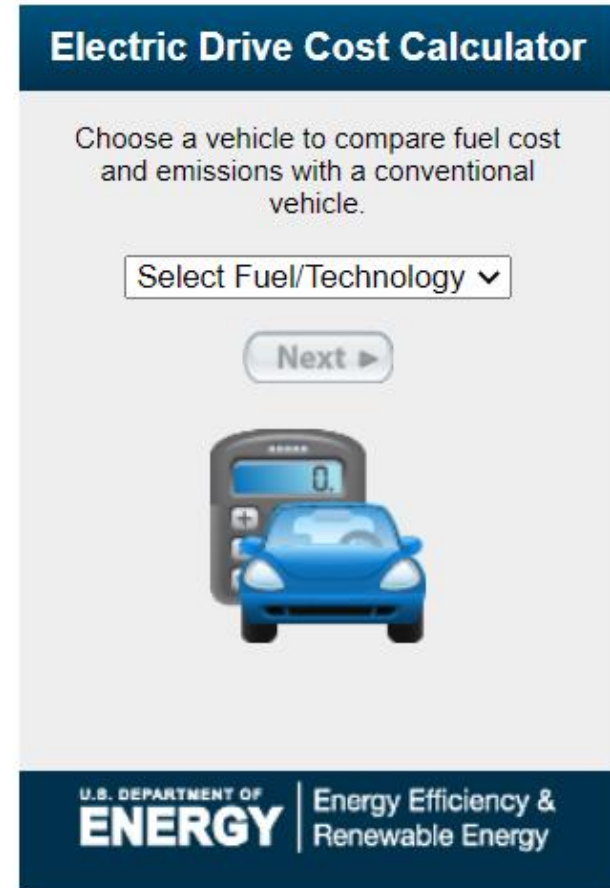 Electric Drive Cost Calculator
Choose a vehicle to compare fuel cost
and emissions with a conventional
vehicle.
Select Fuel/Technology
Next
0.
U.S. DEPARTMENT OF
ENERGY
Energy Efficiency &
Renewable Energy